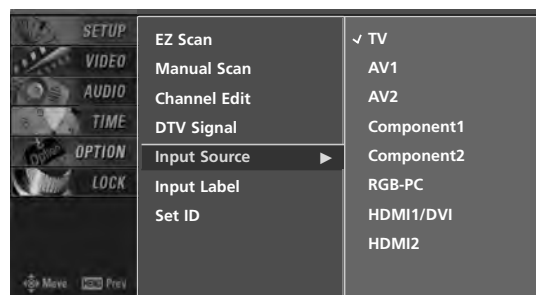 SETUP
VIDEO
AUDIO
TIME
OPTION
LOCK
Move MENU Prev
EZ Scan
Manual Scan
Channel Edit
DTV Signal
Input Source ▶
Input Label
Set ID
✓ TV
AV1
AV2
Component1
Component2
RGB-PC
HDMI1/DVI
HDMI2